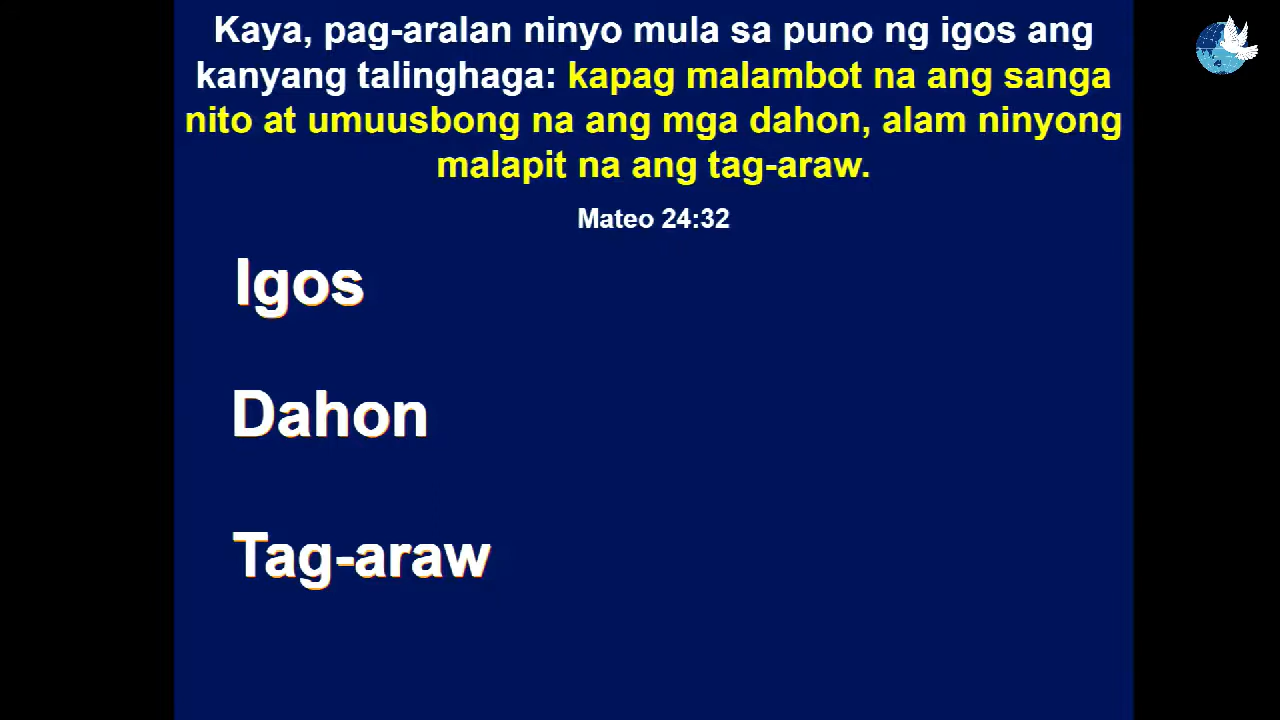 Kaya, pag-aralan ninyo mula sa puno ng igos ang
kanyang talinghaga: kapag malambot na ang sanga
nito at umuusbong na ang mga dahon, alam ninyong
malapit na ang tag-araw.
Mateo 24:32
Igos
Dahon
Tag-araw